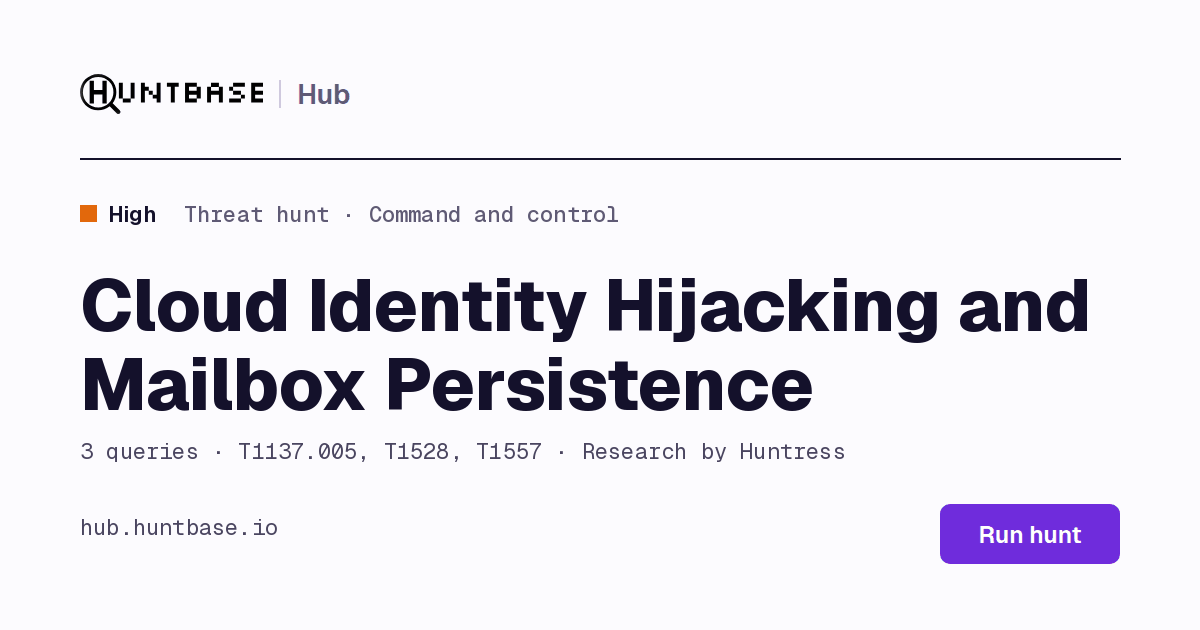 HUNTBASE Hub
High Threat hunt · Command and control
Cloud Identity Hijacking and
Mailbox Persistence
3 queries · T1137.005, T1528, T1557 · Research by Huntress
hub.huntbase.io
Run hunt